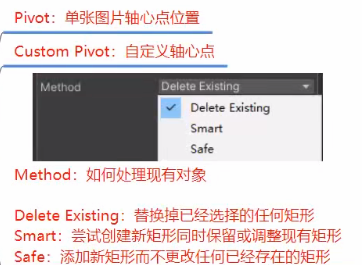 Pivot：单张图片轴心点位置
Custom Pivot：自定义轴心点
Method
Delete Existing
Delete Existing
Smart
Safe
Method：如何处理现有对象
Delete Existing：替换掉已经选择的任何矩形
Smart：尝试创建新矩形同时保留或调整现有矩形
Safe：添加新矩形而不更改任何已经存在的矩形